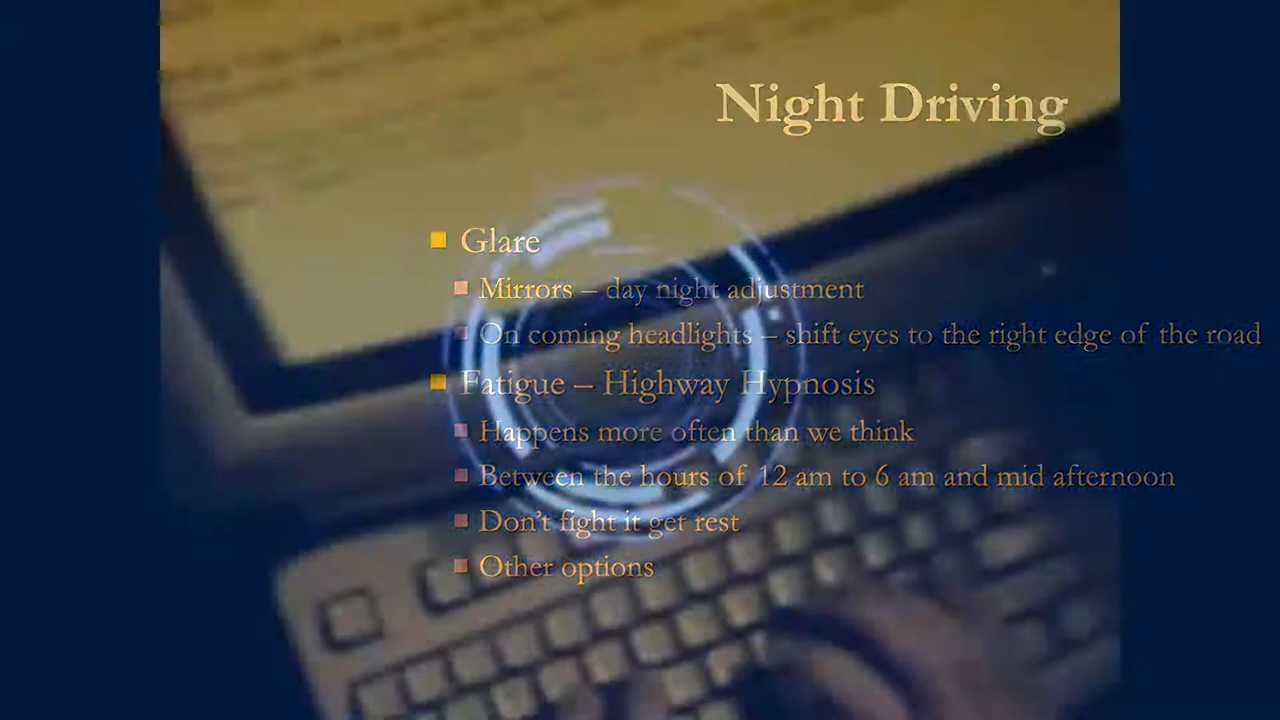 Night Driving
Glare
Mirrors – day night adjustment
On coming headlights – shift eyes to the right edge of the road
Fatigue – Highway Hypnosis
Happens more often than we think
Between the hours of 12 am to 6 am and mid afternoon
Don't fight it get rest
Other options